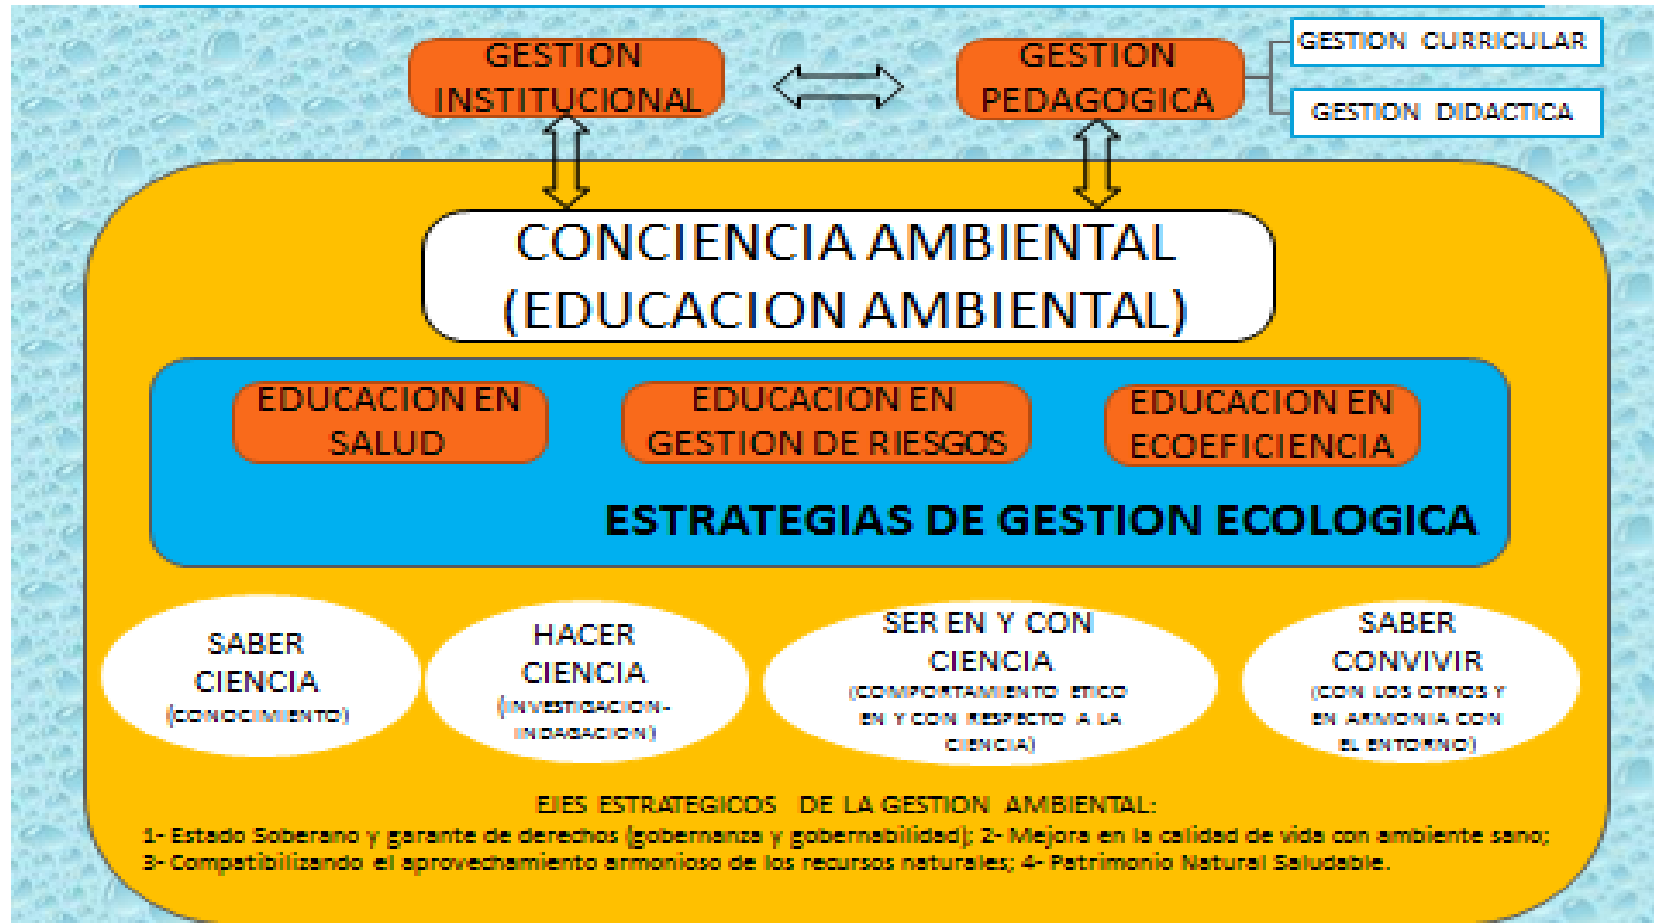 GESTION
INSTITUCIONAL
GESTION
PEDAGOGICA
GESTION CURRICULAR
GESTION DIDACTICA
CONCIENCIA AMBIENTAL
(EDUCACION AMBIENTAL)
EDUCACION EN
SALUD
EDUCACION EN
GESTION DE RIESGOS
EDUCACION EN
ECOEFICIENCIA
ESTRATEGIAS DE GESTION ECOLOGICA
SABER
CIENCIA
(CONOCIMIENTO)
HACER
CIENCIA
(INVESTIGACION-
INDAGACION)
SER EN Y CON
CIENCIA
(COMPORTAMIENTO ETICO
EN Y CON RESPECTO A LA
CIENCIA)
SABER
CONVIVIR
(CON LOS OTROS Y
EN ARMONIA CON
EL ENTORNO)
EJES ESTRATEGICOS DE LA GESTION AMBIENTAL:
1- Estado Soberano y garante de derechos (gobernanza y gobernabilidad); 2- Mejora en la calidad de vida con ambiente sano;
3- Compatibilizando el aprovechamiento armonioso de los recursos naturales; 4- Patrimonio Natural Saludable.